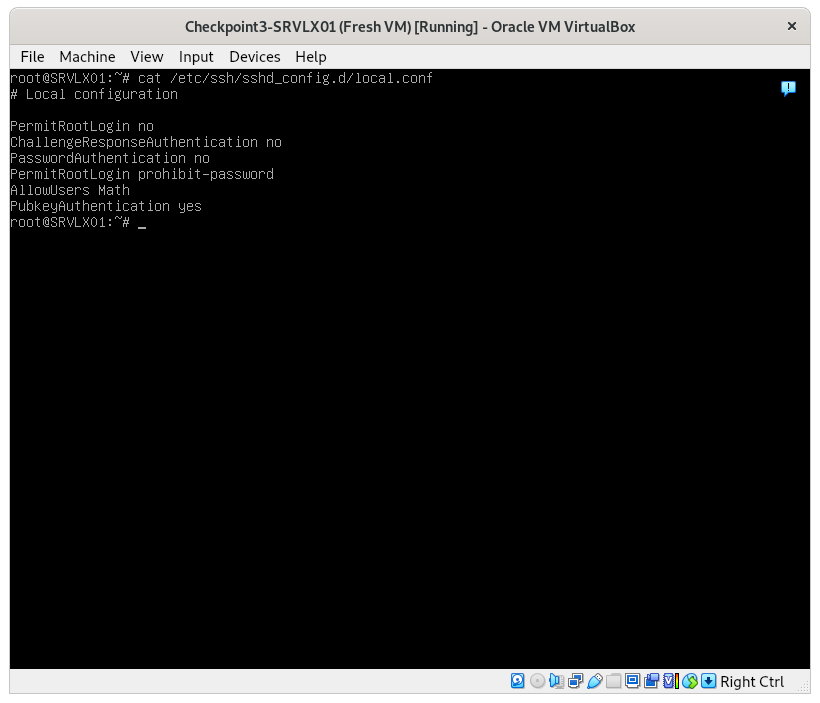 Checkpoint3-SRVLX01 (Fresh VM) [Running] - Oracle VM VirtualBox
File Machine View Input Devices Help
root@SRVLX01:~# cat /etc/ssh/sshd_config.d/local.conf
# Local configuration
PermitRootLogin no
ChallengeResponseAuthentication no
PasswordAuthentication no
PermitRootLogin prohibit-password
AllowUsers Math
PubkeyAuthentication yes
root@SRVLX01:~# _
Right Ctrl